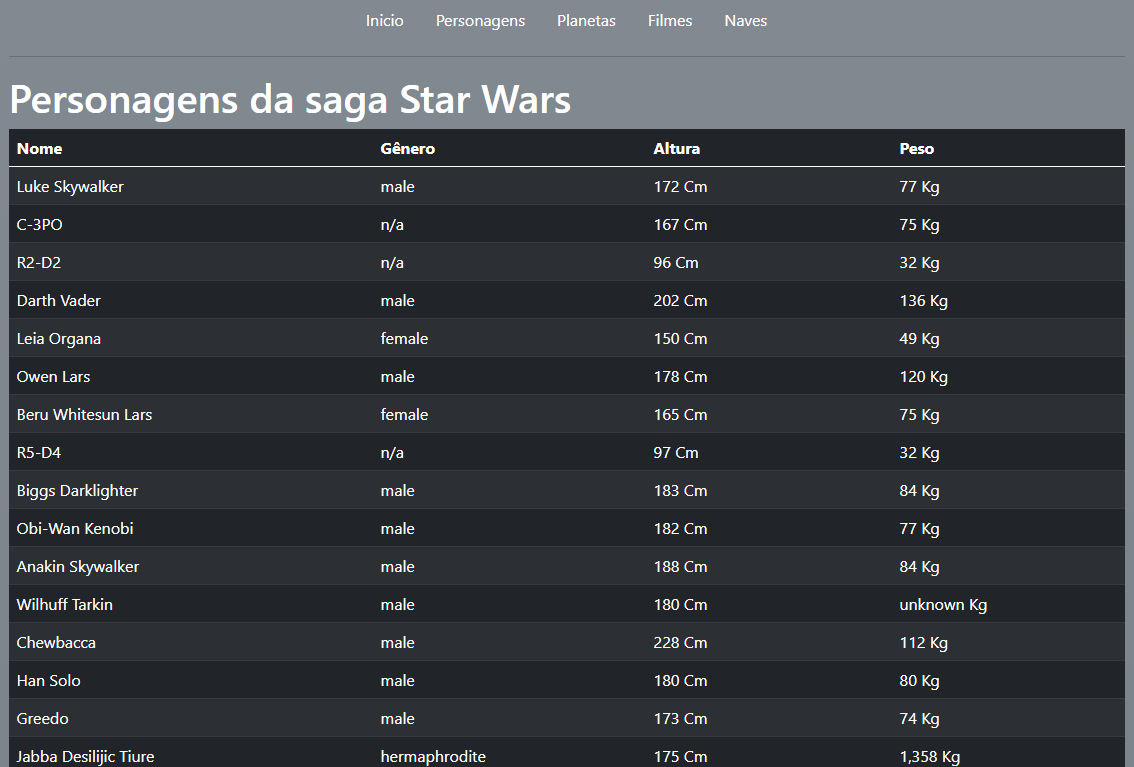 Inicio Personagens Planetas Filmes Naves
Personagens da saga Star Wars
Nome Gênero Altura Peso
Luke Skywalker male 172 Cm 77 Kg
C-3PO n/a 167 Cm 75 Kg
R2-D2 n/a 96 Cm 32 Kg
Darth Vader male 202 Cm 136 Kg
Leia Organa female 150 Cm 49 Kg
Owen Lars male 178 Cm 120 Kg
Beru Whitesun Lars female 165 Cm 75 Kg
R5-D4 n/a 97 Cm 32 Kg
Biggs Darklighter male 183 Cm 84 Kg
Obi-Wan Kenobi male 182 Cm 77 Kg
Anakin Skywalker male 188 Cm 84 Kg
Wilhuff Tarkin male 180 Cm unknown Kg
Chewbacca male 228 Cm 112 Kg
Han Solo male 180 Cm 80 Kg
Greedo male 173 Cm 74 Kg
Jabba Desilijic Tiure hermaphrodite 175 Cm 1,358 Kg